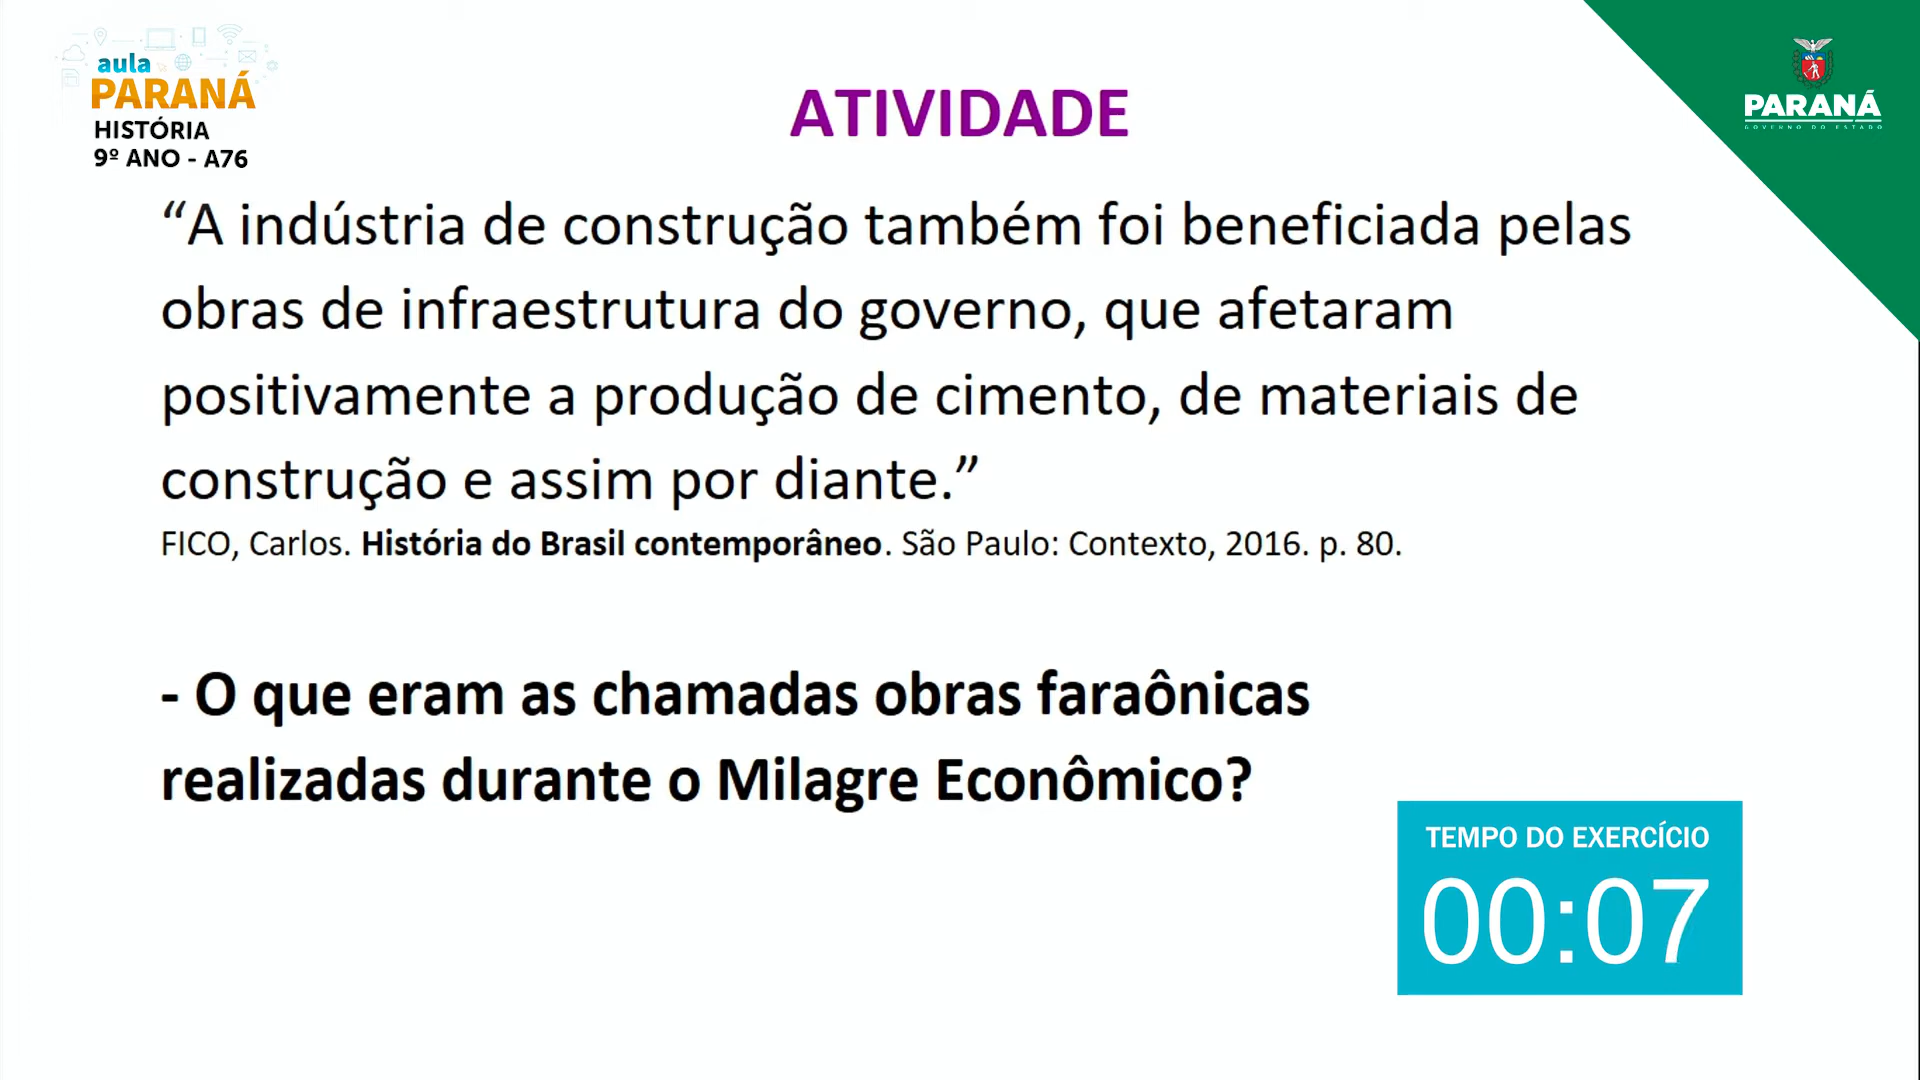 aula
PARANÁ
HISTÓRIA
9º ANO - A76
PARANÁ
GOVERNO DO ESTADO
ATIVIDADE
“A indústria de construção também foi beneficiada pelas
obras de infraestrutura do governo, que afetaram
positivamente a produção de cimento, de materiais de
construção e assim por diante.”
FICO, Carlos. História do Brasil contemporâneo. São Paulo: Contexto, 2016. p. 80.
- O que eram as chamadas obras faraônicas
realizadas durante o Milagre Econômico?
TEMPO DO EXERCÍCIO
00:07